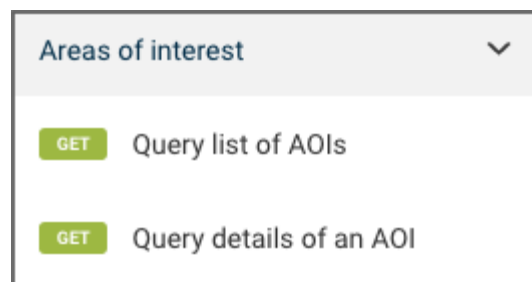 Areas of interest
GET Query list of AOIs
GET Query details of an AOI